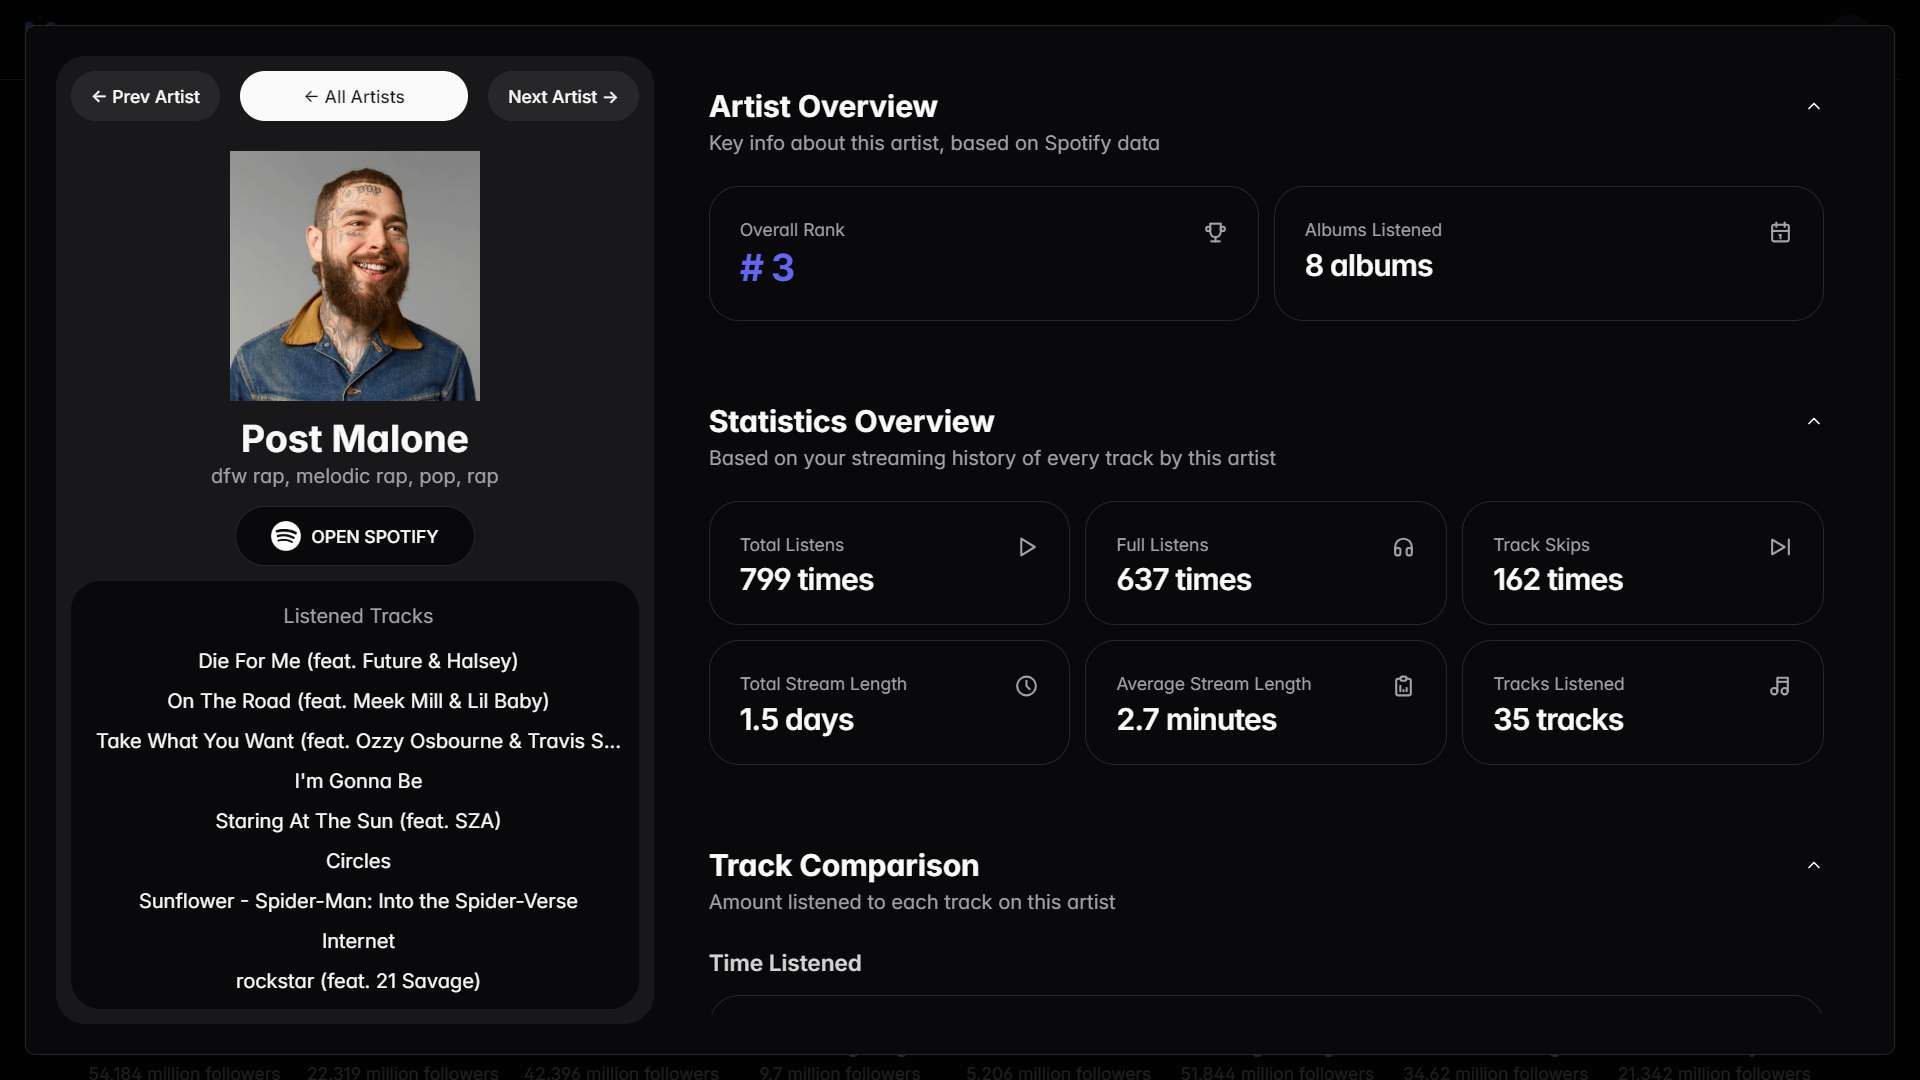 ← Prev Artist
← All Artists
Next Artist →
Post Malone
dfw rap, melodic rap, pop, rap
OPEN SPOTIFY
Listened Tracks
Die For Me (feat. Future & Halsey)
On The Road (feat. Meek Mill & Lil Baby)
Take What You Want (feat. Ozzy Osbourne & Travis S...
I'm Gonna Be
Staring At The Sun (feat. SZA)
Circles
Sunflower - Spider-Man: Into the Spider-Verse
Internet
rockstar (feat. 21 Savage)
Artist Overview
Key info about this artist, based on Spotify data
Overall Rank
# 3
Albums Listened
8 albums
Statistics Overview
Based on your streaming history of every track by this artist
Total Listens
799 times
Full Listens
637 times
Track Skips
162 times
Total Stream Length
1.5 days
Average Stream Length
2.7 minutes
Tracks Listened
35 tracks
Track Comparison
Amount listened to each track on this artist
Time Listened
54.184 million followers
22.319 million followers
42.396 million followers
9.7 million followers
5.206 million followers
51.844 million followers
34.62 million followers
21.342 million followers